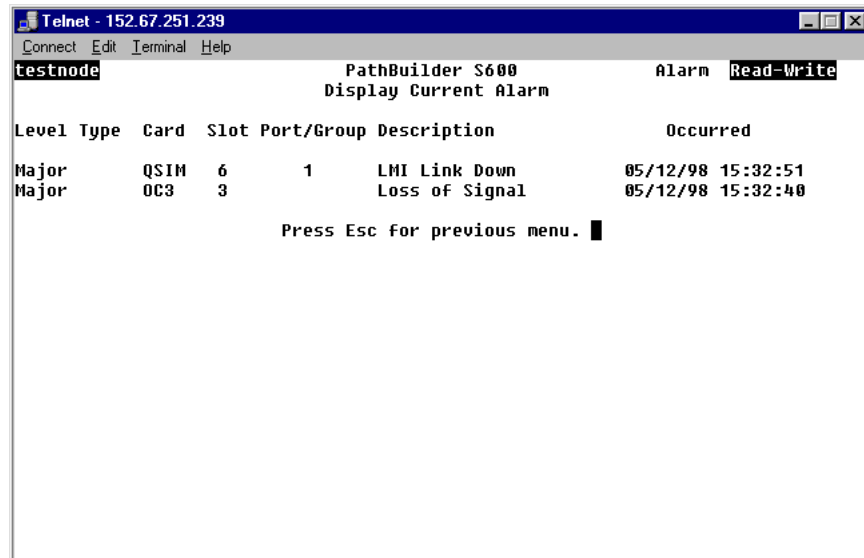 Telnet - 152.67.251.239
Connect Edit Terminal Help
testnode PathBuilder S600 Alarm Read-Write
Display Current Alarm
Level Type Card Slot Port/Group Description Occurred
Major QSIM 6 1 LMI Link Down 05/12/98 15:32:51
Major OC3 3 Loss of Signal 05/12/98 15:32:40
Press Esc for previous menu.